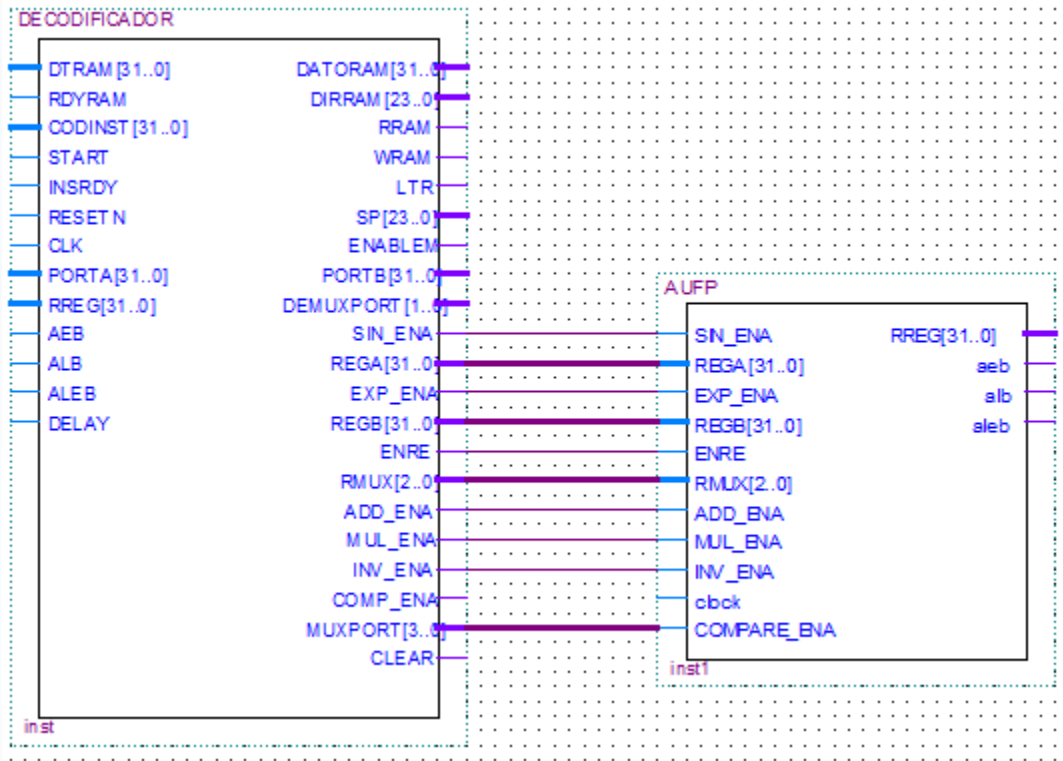 DECODIFICADOR
DTRAM[31..0]
RDYRAM
CODINST[31..0]
START
INSRDY
RESETN
CLK
PORTA[31..0]
RREG[31..0]
AEB
ALB
ALEB
DELAY
DATORAM[31..0]
DIRRAM[23..0]
RRAM
WRAM
LTR
SP[23..0]
ENABLEM
PORTB[31..0]
DEMUXPORT[1..0]
SIN_ENA
REGA[31..0]
EXP_ENA
REGB[31..0]
ENRE
RMUX[2..0]
ADD_ENA
MUL_ENA
INV_ENA
COMP_ENA
MUXPORT[3..0]
CLEAR
inst
AUFP
SIN_ENA
REGA[31..0]
EXP_ENA
REGB[31..0]
ENRE
RMUX[2..0]
ADD_ENA
MUL_ENA
INV_ENA
clock
COMPARE_ENA
RREG[31..0]
aeb
alb
aleb
inst1